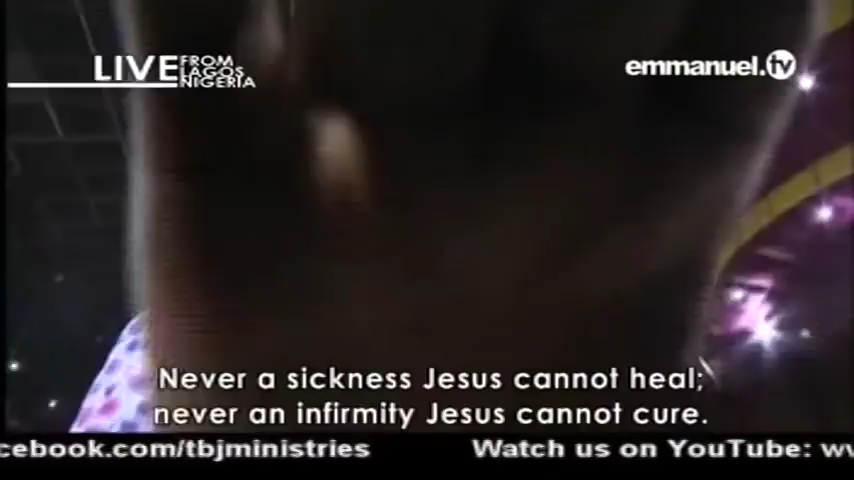 LIVE FROM
LAGOS
NIGERIA
emmanuel.tv
Never a sickness Jesus cannot heal;
never an infirmity Jesus cannot cure.
cebook.com/tbjministries Watch us on YouTube: ww